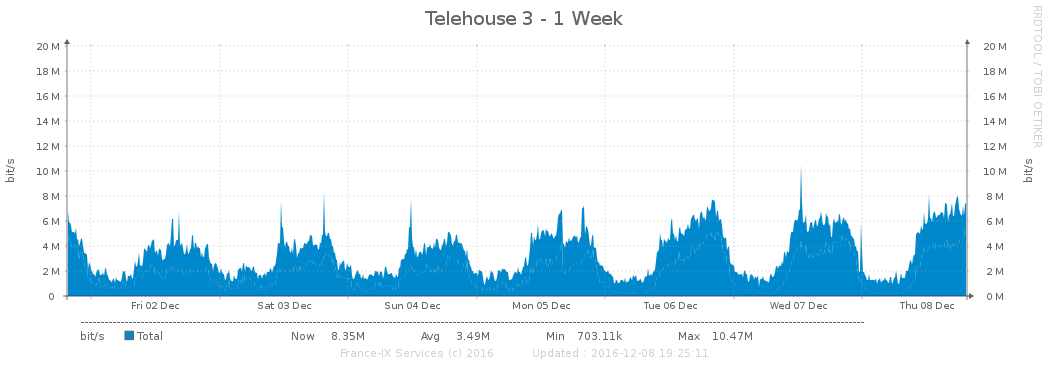 Telehouse 3 - 1 Week
RRDTOOL / TOBI OETIKER
bit/s
20 M
18 M
16 M
14 M
12 M
10 M
8 M
6 M
4 M
2 M
0
20 M
18 M
16 M
14 M
12 M
10 M
8 M
6 M
4 M
2 M
0 M
bit/s
Fri 02 Dec Sat 03 Dec Sun 04 Dec Mon 05 Dec Tue 06 Dec Wed 07 Dec Thu 08 Dec
bit/s Total Now 8.35M Avg 3.49M Min 703.11k Max 10.47M
France-IX Services (c) 2016 Updated : 2016-12-08 19:25:11